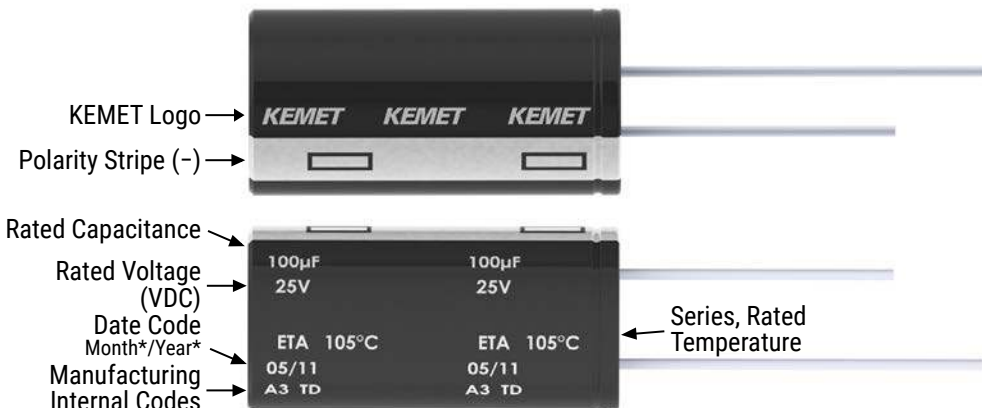 KEMET Logo
KEMET KEMET KEMET
Polarity Stripe (−)
Rated Capacitance
100µF 100µF
Rated Voltage
(VDC)
25V 25V
Date Code
Month*/Year*
ETA 105°C ETA 105°C
Series, Rated
Temperature
05/11 05/11
Manufacturing
Internal Codes
A3 TD A3 TD